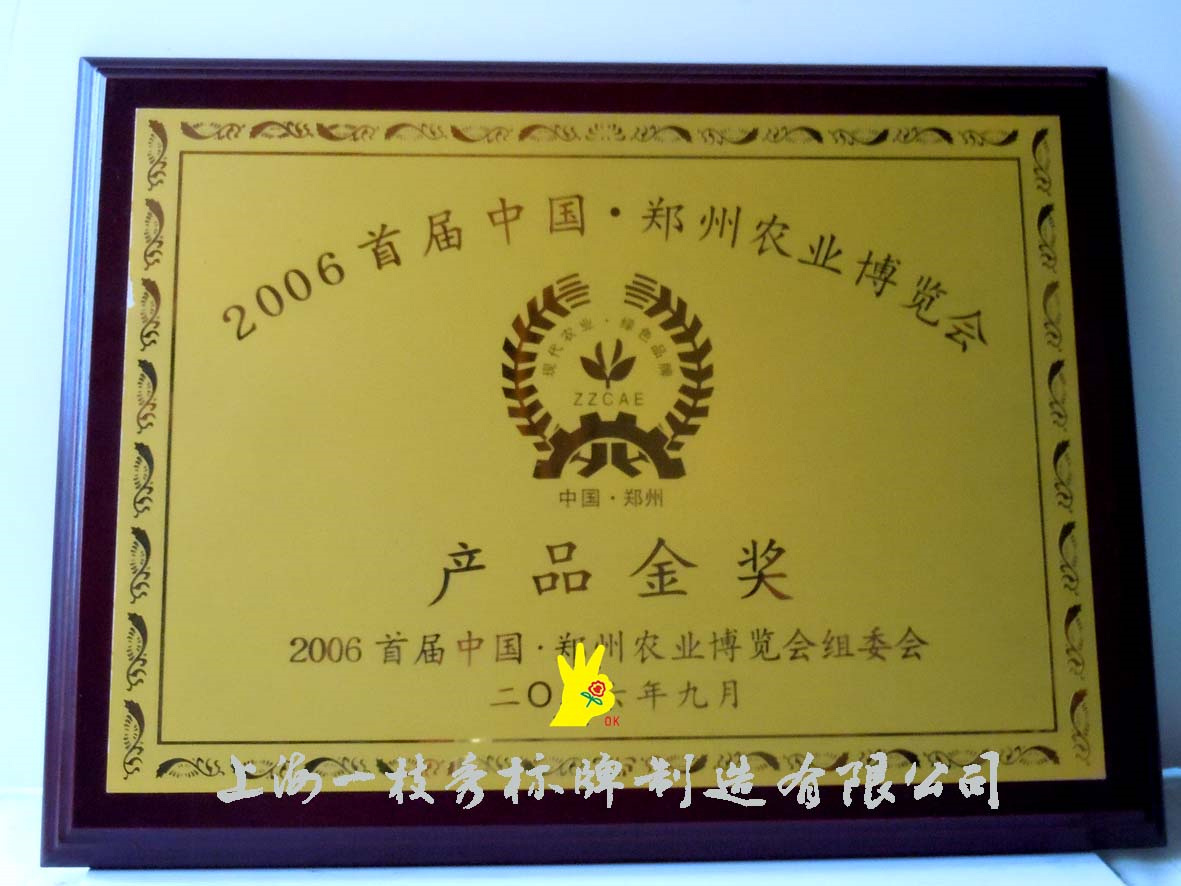 2006首届中国·郑州农业博览会
现代农业·绿色品牌
ZZCAE
中国·郑州
产品金奖
2006首届中国·郑州农业博览会组委会
二〇 六年九月
OK
上海一枝秀标牌制造有限公司